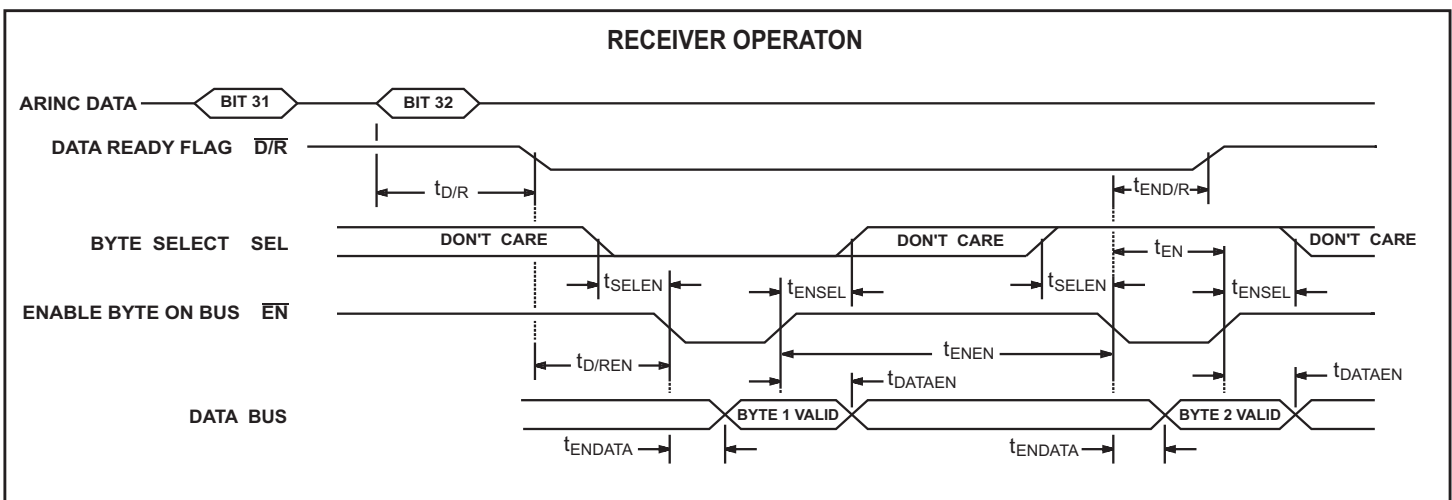 RECEIVER OPERATON
ARINC DATA BIT 31 BIT 32
DATA READY FLAG D/R
tD/R tEND/R
BYTE SELECT SEL DON'T CARE DON'T CARE DON'T CARE
tEN
tSELEN tENSEL tSELEN tENSEL
ENABLE BYTE ON BUS EN
tD/REN tENEN
tDATAEN tDATAEN
DATA BUS BYTE 1 VALID BYTE 2 VALID
tENDATA tENDATA